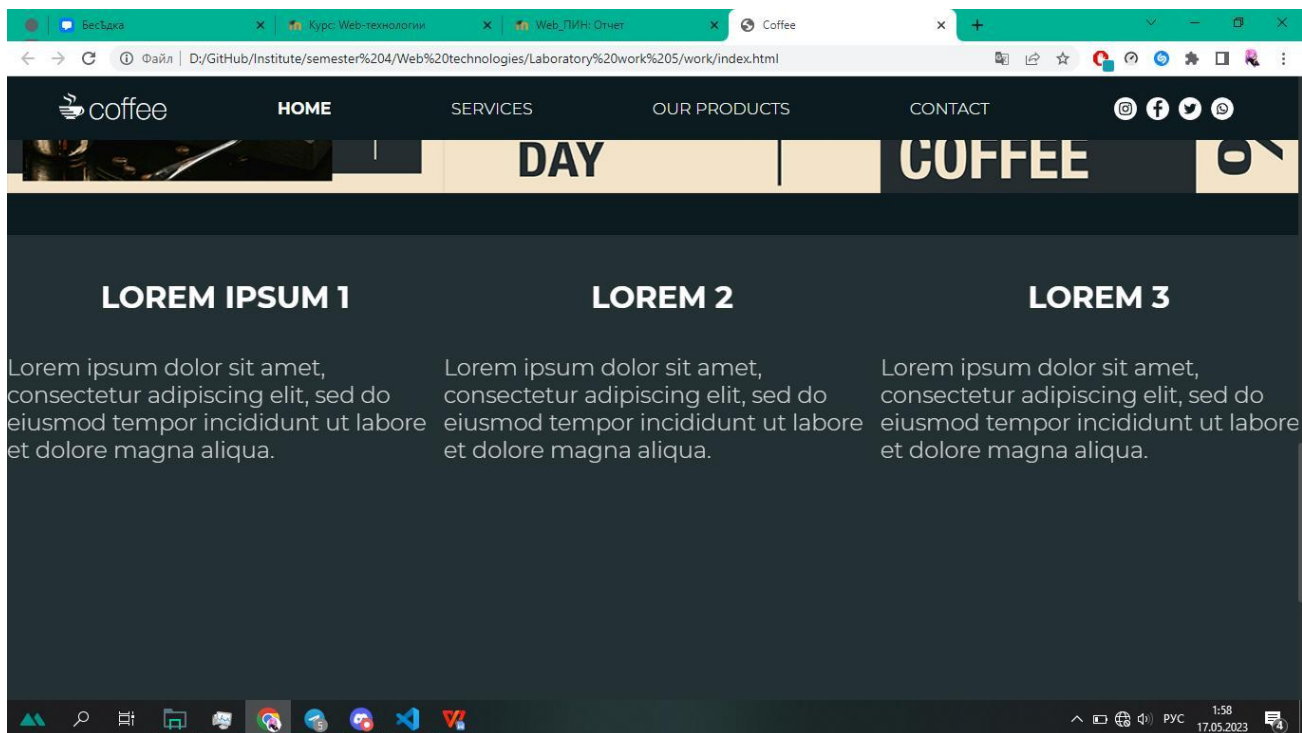 БесЪдка
Курс: Web-технологии
Web_ПИН: Отчет
Coffee
Файл D:/GitHub/Institute/semester%204/Web%20technologies/Laboratory%20work%205/work/index.html
coffee HOME SERVICES OUR PRODUCTS CONTACT
DAY
COFFEE
LOREM IPSUM 1
LOREM 2
LOREM 3
Lorem ipsum dolor sit amet,
consectetur adipiscing elit, sed do
eiusmod tempor incididunt ut labore
et dolore magna aliqua.
Lorem ipsum dolor sit amet,
consectetur adipiscing elit, sed do
eiusmod tempor incididunt ut labore
et dolore magna aliqua.
Lorem ipsum dolor sit amet,
consectetur adipiscing elit, sed do
eiusmod tempor incididunt ut labore
et dolore magna aliqua.
РУС
1:58
17.05.2023
4